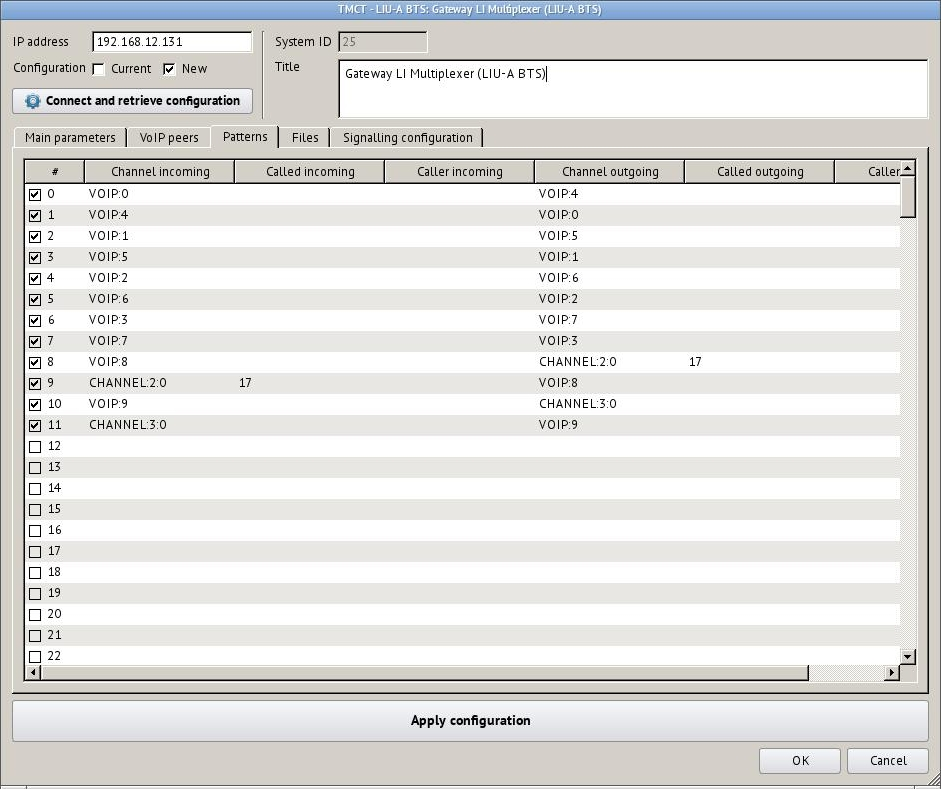 TMCT - LIU-A BTS: Gateway LI Multiplexer (LIU-A BTS)
IP address 192.168.12.131 System ID 25
Configuration Current New Title Gateway LI Multiplexer (LIU-A BTS)
Connect and retrieve configuration
Main parameters VoIP peers Patterns Files Signalling configuration
# Channel incoming Called incoming Caller incoming Channel outgoing Called outgoing Caller
0 VOIP:0 VOIP:4
1 VOIP:4 VOIP:0
2 VOIP:1 VOIP:5
3 VOIP:5 VOIP:1
4 VOIP:2 VOIP:6
5 VOIP:6 VOIP:2
6 VOIP:3 VOIP:7
7 VOIP:7 VOIP:3
8 VOIP:8 CHANNEL:2:0 17
9 CHANNEL:2:0 17 VOIP:8
10 VOIP:9 CHANNEL:3:0
11 CHANNEL:3:0 VOIP:9
12
13
14
15
16
17
18
19
20
21
22
Apply configuration
OK Cancel